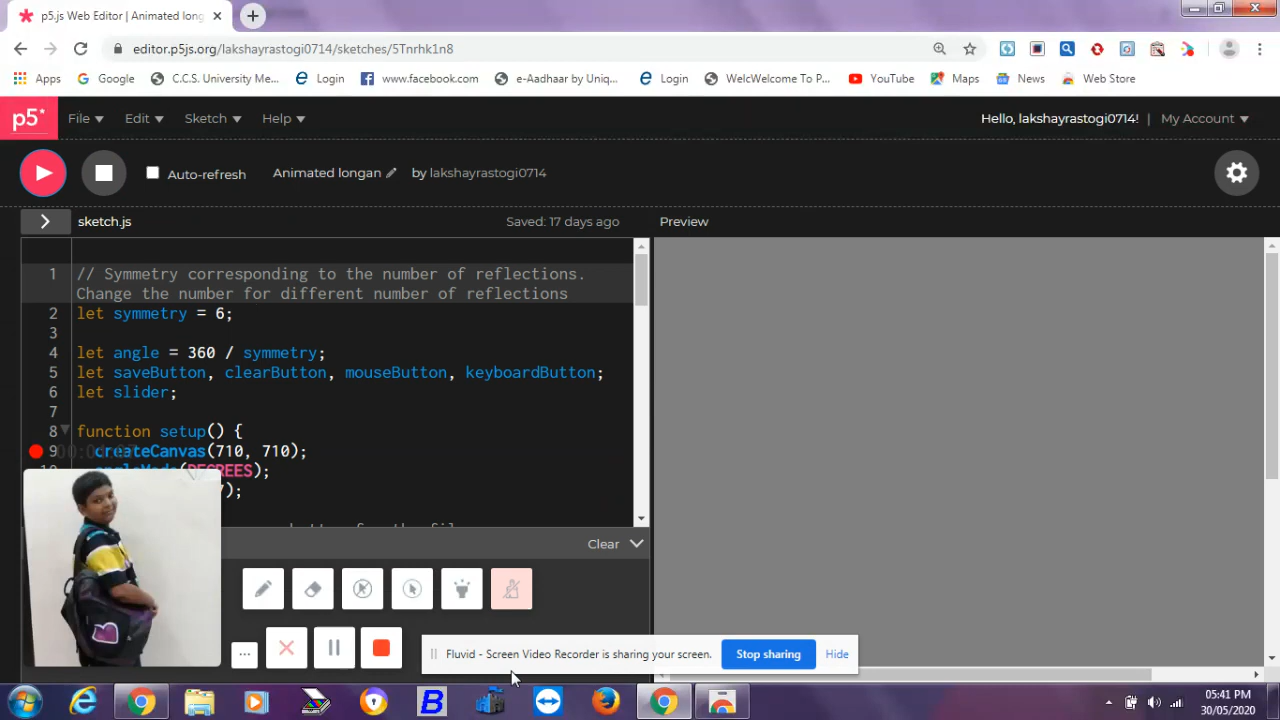 p5.js Web Editor | Animated longan
editor.p5js.org/lakshayrastogi0714/sketches/5Tnrhk1n8
Apps Google C.C.S. University Me... Login www.facebook.com e-Aadhaar by Uniq... Login WelcWelcome To P... YouTube Maps News Web Store
p5* File Edit Sketch Help Hello, lakshayrastogi0714! | My Account
Auto-refresh Animated longan by lakshayrastogi0714
sketch.js Saved: 17 days ago Preview
1 // Symmetry corresponding to the number of reflections.
Change the number for different number of reflections
2 let symmetry = 6;
3
4 let angle = 360 / symmetry;
5 let saveButton, clearButton, mouseButton, keyboardButton;
6 let slider;
7
8 function setup() {
9 createCanvas(710, 710);
angleMode(DEGREES);
);
Clear
Fluvid - Screen Video Recorder is sharing your screen. Stop sharing Hide
05:41 PM
30/05/2020